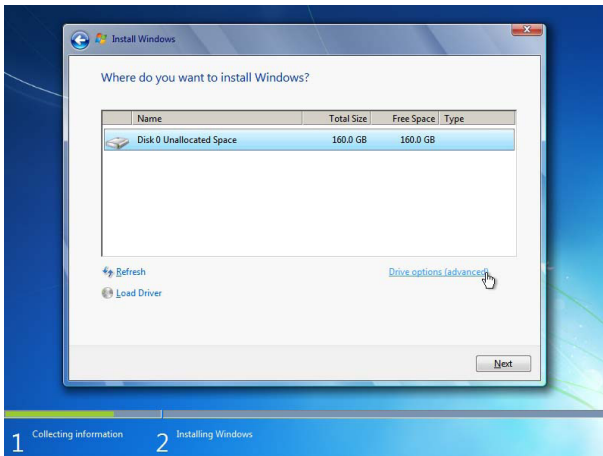 Install Windows
Where do you want to install Windows?
Name Total Size Free Space Type
Disk 0 Unallocated Space 160.0 GB 160.0 GB
Refresh Drive options (advanced)
Load Driver
Next
1 Collecting information 2 Installing Windows